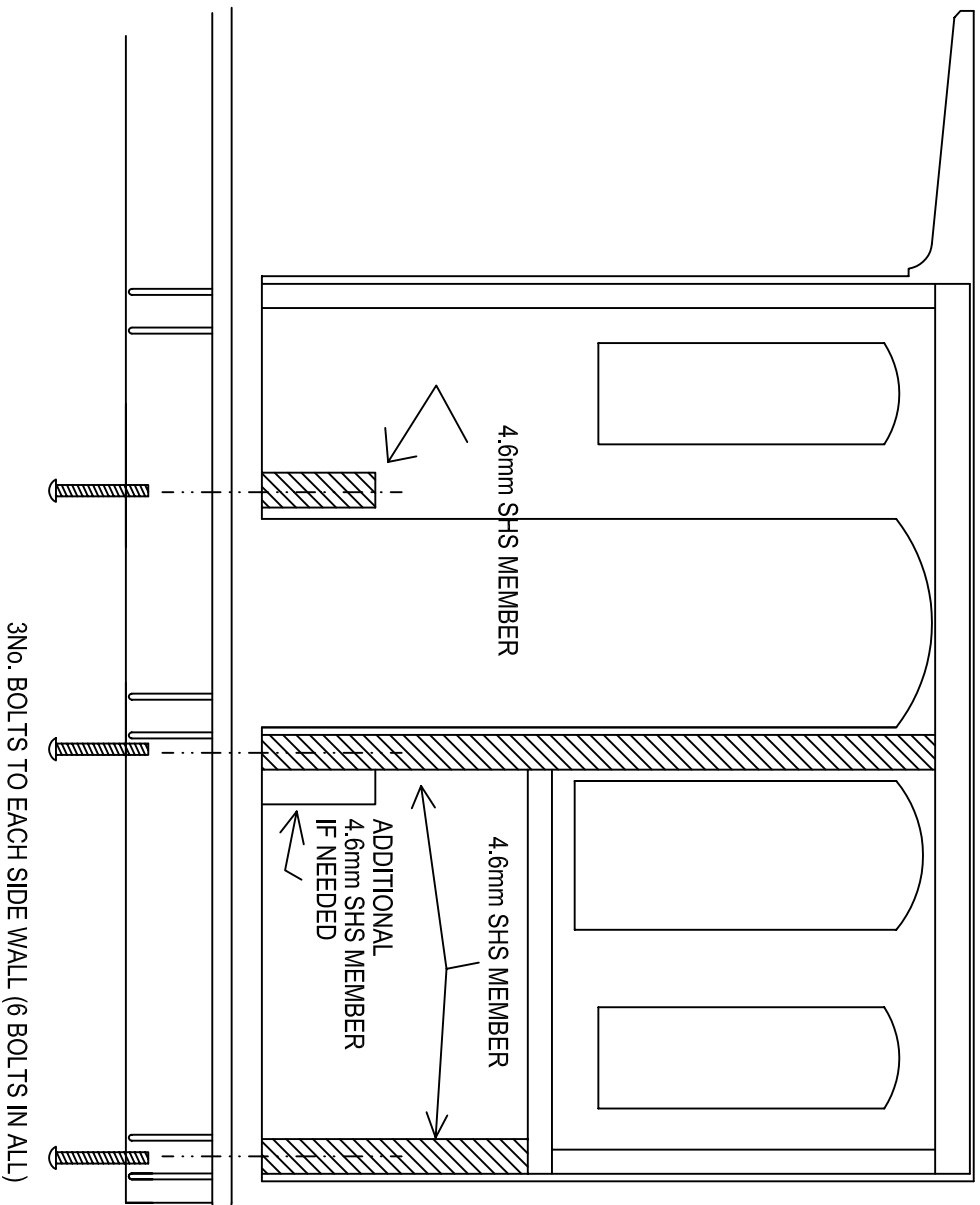 4.6mm SHS MEMBER
4.6mm SHS MEMBER
ADDITIONAL
4.6mm SHS MEMBER
IF NEEDED
3No. BOLTS TO EACH SIDE WALL (6 BOLTS IN ALL)